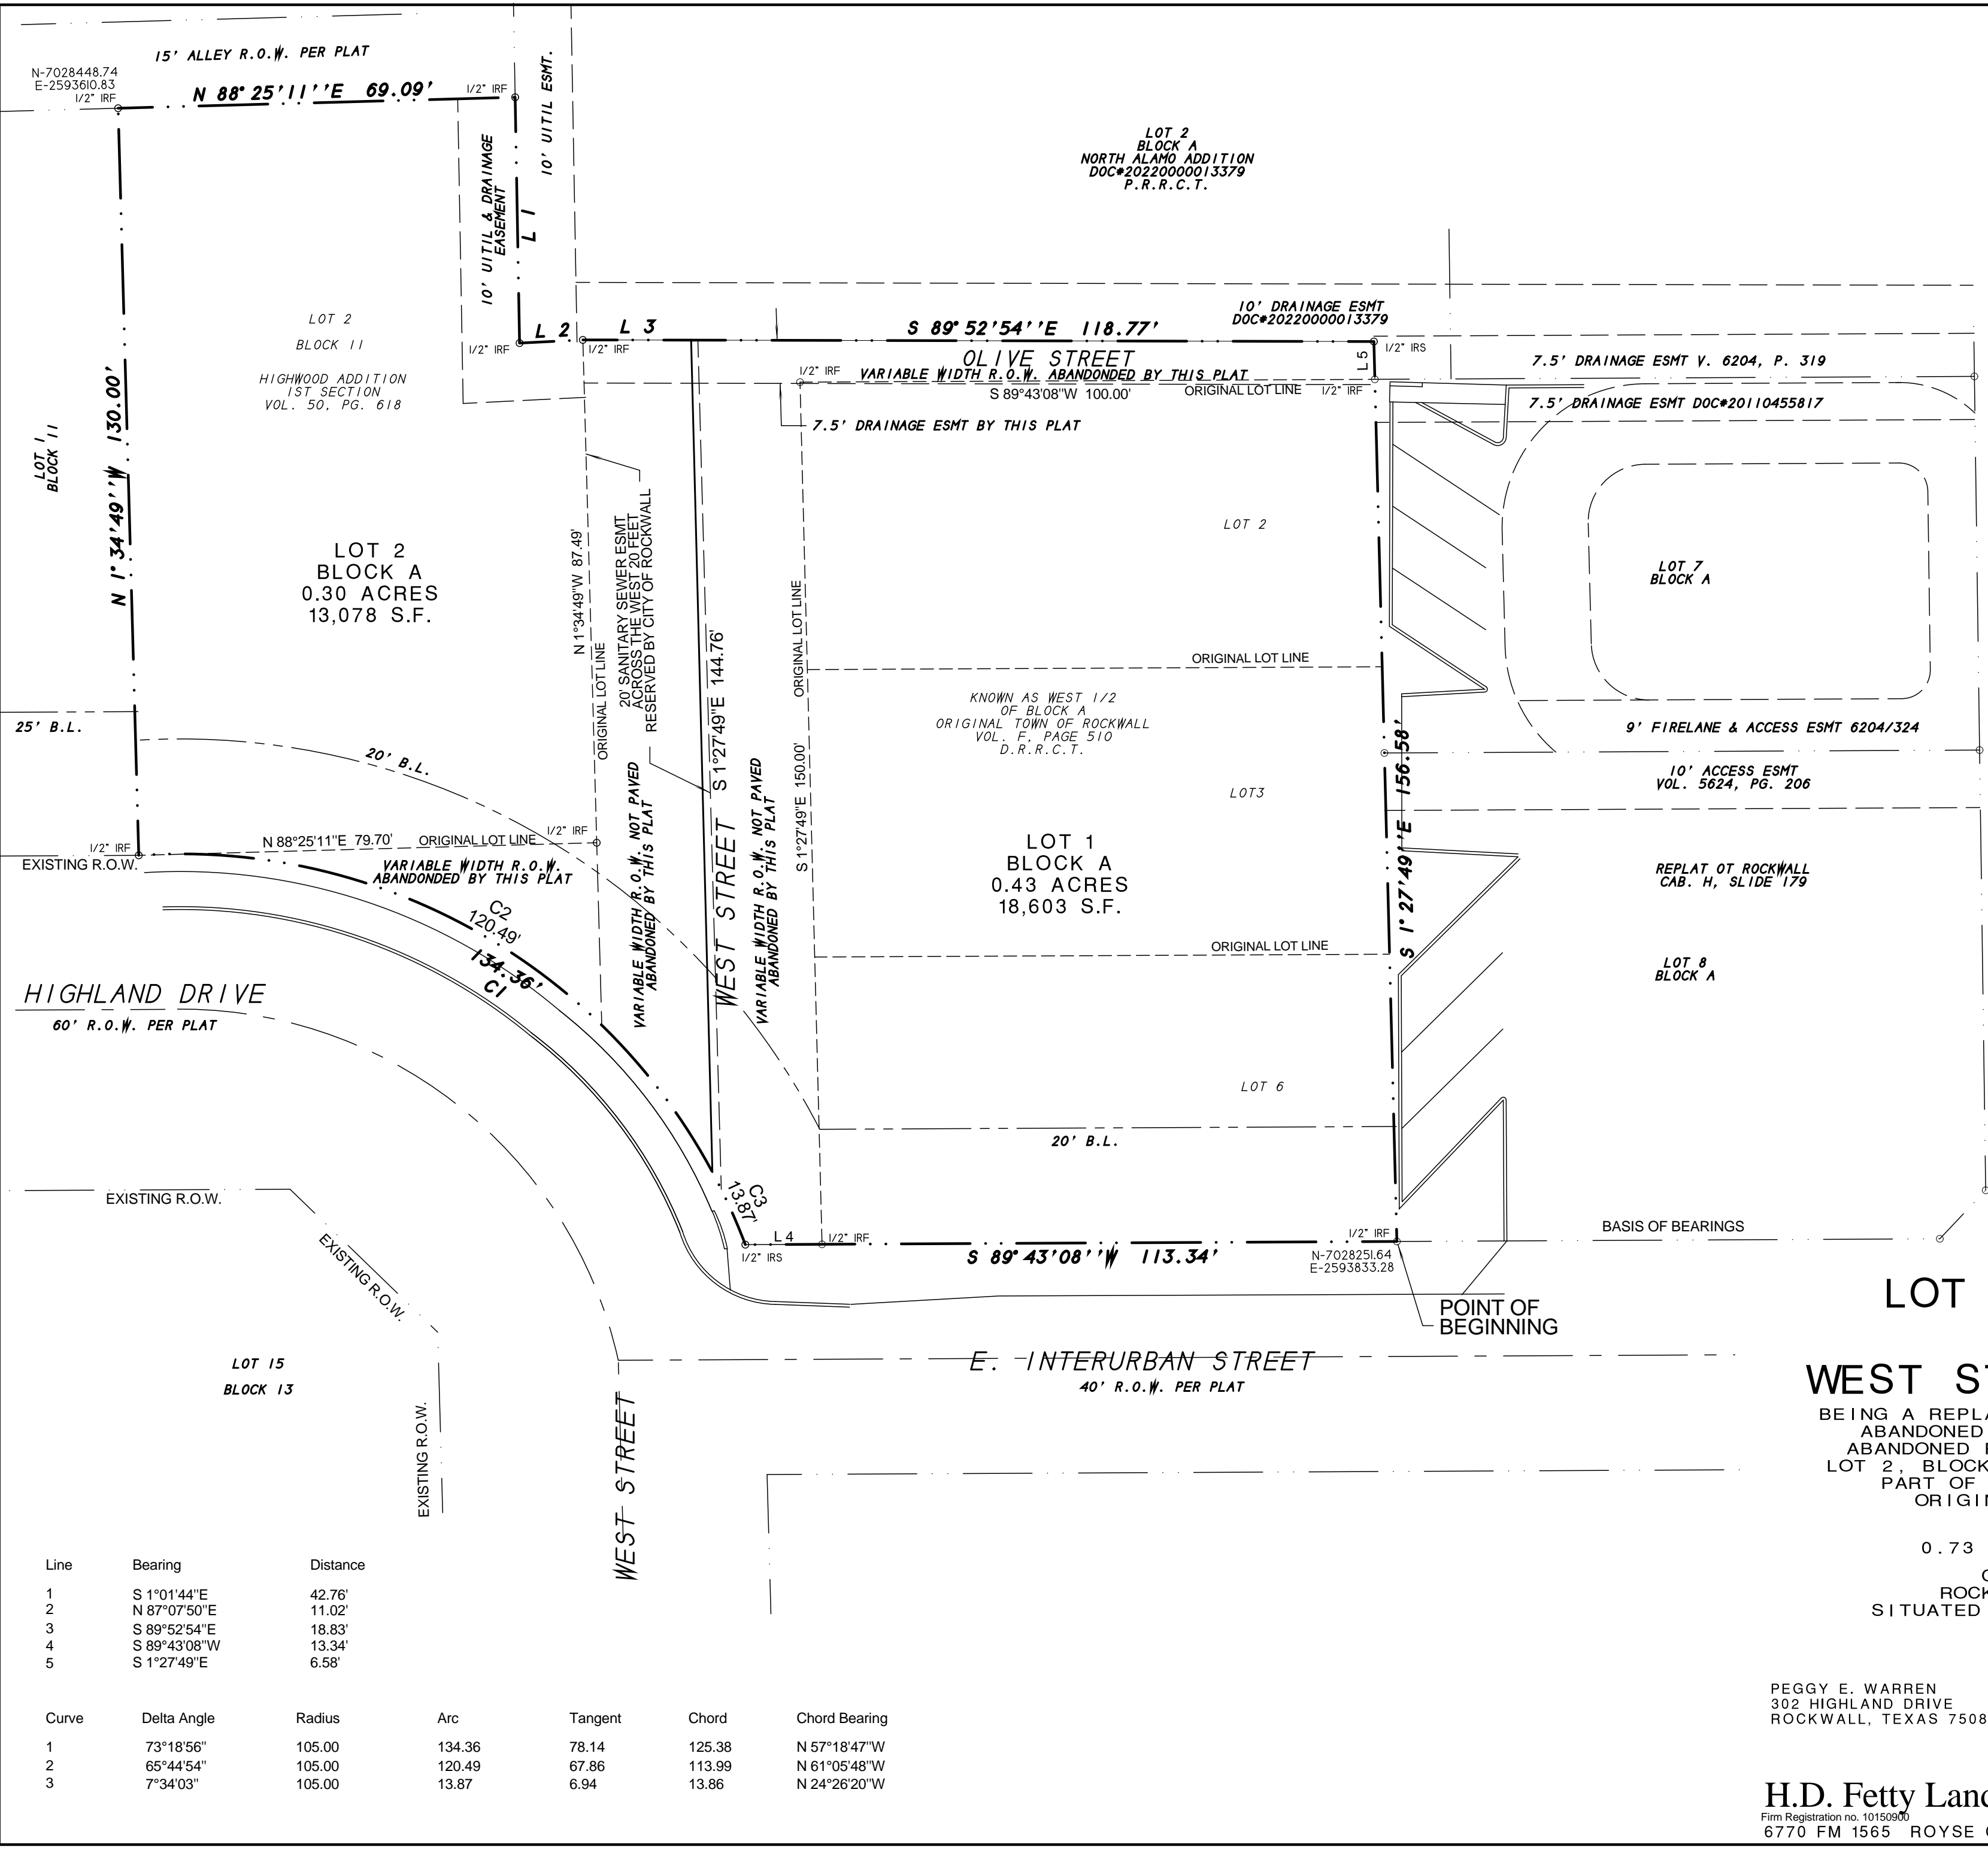 15' ALLEY R.O.W. PER PLAT
N-7028448.74
E-2593610.83
1/2" IRF
N 88°25'11''E 69.09'
1/2" IRF
10' UITIL ESMT.
10' UITIL & DRAINAGE
EASEMENT
L 1
LOT 2
BLOCK A
NORTH ALAMO ADDITION
DOC#20220000013379
P.R.R.C.T.
LOT 2
BLOCK 11
HIGHWOOD ADDITION
1ST SECTION
VOL. 50, PG. 618
1/2" IRF
L 2
1/2" IRF
L 3
S 89°52'54''E 118.77'
10' DRAINAGE ESMT
DOC#20220000013379
1/2" IRS
L 5
OLIVE STREET
VARIABLE WIDTH R.O.W. ABANDONED BY THIS PLAT
1/2" IRF
S 89°43'08"W 100.00'
ORIGINAL LOT LINE
1/2" IRF
7.5' DRAINAGE ESMT BY THIS PLAT
7.5' DRAINAGE ESMT V. 6204, P. 319
7.5' DRAINAGE ESMT DOC#20110455817
LOT 1
BLOCK 11
N 1°34'49''W 130.00'
LOT 2
BLOCK A
0.30 ACRES
13,078 S.F.
N 1°34'49"W 87.49'
ORIGINAL LOT LINE
20' SANITARY SEWER ESMT
ACROSS THE WEST 20 FEET
RESERVED BY CITY OF ROCKWALL
S 1°27'49"E 144.76'
ORIGINAL LOT LINE
S 1°27'49"E 150.00'
LOT 2
ORIGINAL LOT LINE
LOT 7
BLOCK A
KNOWN AS WEST 1/2
OF BLOCK A
ORIGINAL TOWN OF ROCKWALL
VOL. F, PAGE 510
D.R.R.C.T.
25' B.L.
20' B.L.
S 1°27'49''E 156.58'
9' FIRELANE & ACCESS ESMT 6204/324
10' ACCESS ESMT
VOL. 5624, PG. 206
LOT3
LOT 1
BLOCK A
0.43 ACRES
18,603 S.F.
1/2" IRF
EXISTING R.O.W.
N 88°25'11"E 79.70'
ORIGINAL LOT LINE
1/2" IRF
VARIABLE WIDTH R.O.W.
ABANDONDED BY THIS PLAT
VARIABLE WIDTH R.O.W. NOT PAVED
ABANDONED BY THIS PLAT
WEST STREET
VARIABLE WIDTH R.O.W. NOT PAVED
ABANDONED BY THIS PLAT
REPLAT OT ROCKWALL
CAB. H, SLIDE 179
C2
120.49'
134.36'
C1
ORIGINAL LOT LINE
LOT 8
BLOCK A
HIGHLAND DRIVE
60' R.O.W. PER PLAT
LOT 6
20' B.L.
C3
13.87'
EXISTING R.O.W.
EXISTING R.O.W.
L 4
1/2" IRS
1/2" IRF
S 89°43'08''W 113.34'
1/2" IRF
N-7028251.64
E-2593833.28
BASIS OF BEARINGS
POINT OF
BEGINNING
LOT
E. INTERURBAN STREET
40' R.O.W. PER PLAT
LOT 15
BLOCK 13
EXISTING R.O.W.
WEST STREET
WEST ST
BEING A REPLA
ABANDONED
ABANDONED
LOT 2, BLOCK
PART OF
ORIGIN
0.73
ROCK
SITUATED
Line Bearing Distance
1 S 1°01'44"E 42.76'
2 N 87°07'50"E 11.02'
3 S 89°52'54"E 18.83'
4 S 89°43'08"W 13.34'
5 S 1°27'49"E 6.58'
Curve Delta Angle Radius Arc Tangent Chord Chord Bearing
1 73°18'56" 105.00 134.36 78.14 125.38 N 57°18'47"W
2 65°44'54" 105.00 120.49 67.86 113.99 N 61°05'48"W
3 7°34'03" 105.00 13.87 6.94 13.86 N 24°26'20"W
PEGGY E. WARREN
302 HIGHLAND DRIVE
ROCKWALL, TEXAS 7508
H.D. Fetty Land
Firm Registration no. 10150900
6770 FM 1565 ROYSE